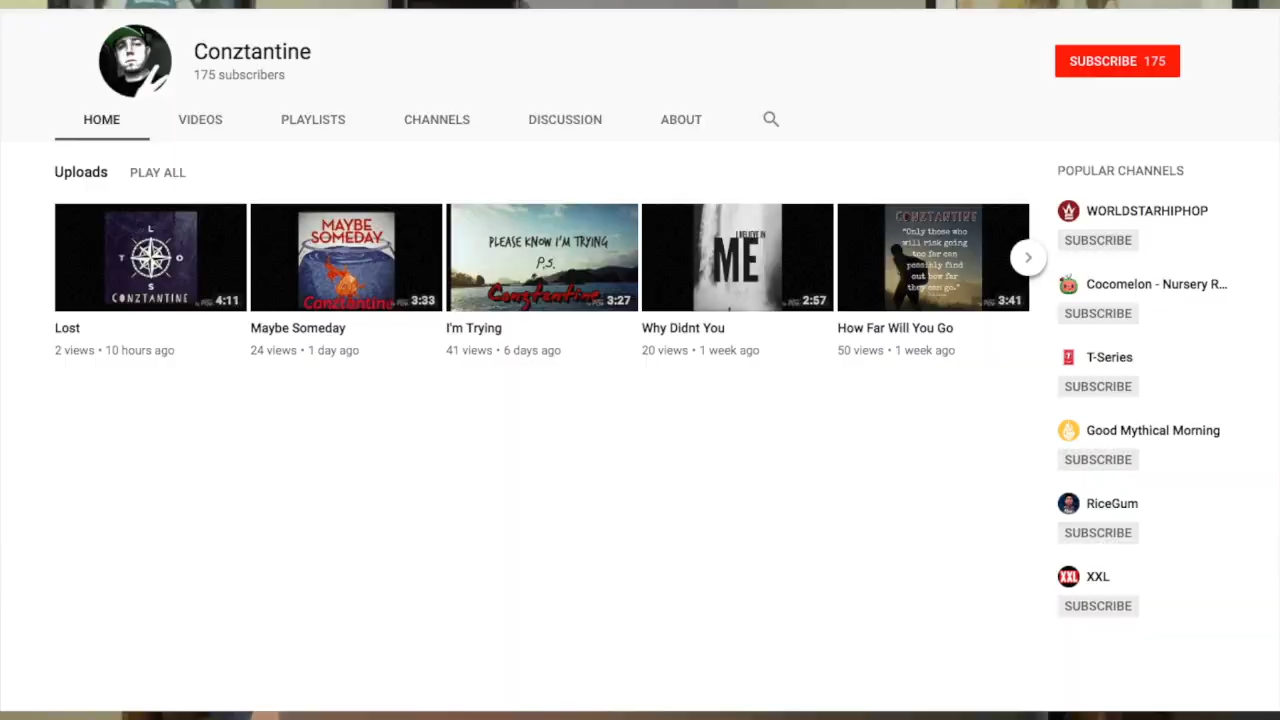 Conztantine
175 subscribers
SUBSCRIBE 175
HOME VIDEOS PLAYLISTS CHANNELS DISCUSSION ABOUT
Uploads PLAY ALL
L
T O
S
CONZTANTINE
4:11
MAYBE
SOMEDAY
Conztantine
3:33
PLEASE KNOW I'M TRYING
P.S.
Conztantine
3:27
I BELIEVE IN
ME
2:57
CONZTANTINE
"Only those who
will risk going
too far can
possibly find
out how far
they can go."
3:41
Lost
2 views • 10 hours ago
Maybe Someday
24 views • 1 day ago
I'm Trying
41 views • 6 days ago
Why Didnt You
20 views • 1 week ago
How Far Will You Go
50 views • 1 week ago
POPULAR CHANNELS
WORLDSTARHIPHOP
SUBSCRIBE
Cocomelon - Nursery R...
SUBSCRIBE
T-Series
SUBSCRIBE
Good Mythical Morning
SUBSCRIBE
RiceGum
SUBSCRIBE
XXL
XXL
SUBSCRIBE